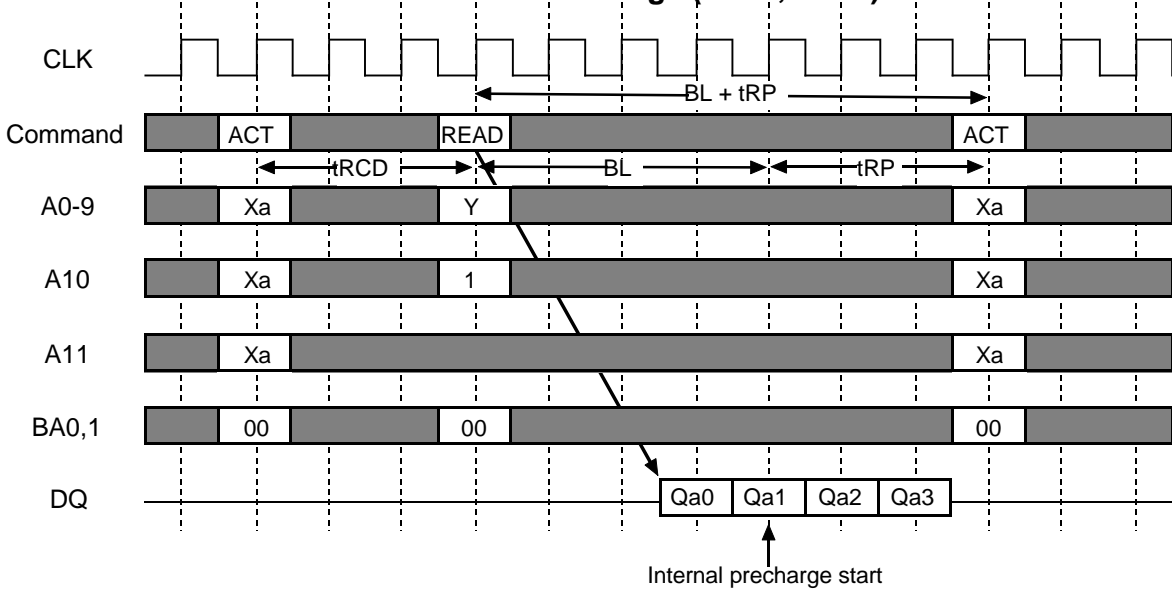 CLK
BL + tRP
Command ACT READ ACT
tRCD BL tRP
A0-9 Xa Y Xa
A10 Xa 1 Xa
A11 Xa Xa
BA0,1 00 00 00
DQ Qa0 Qa1 Qa2 Qa3
Internal precharge start